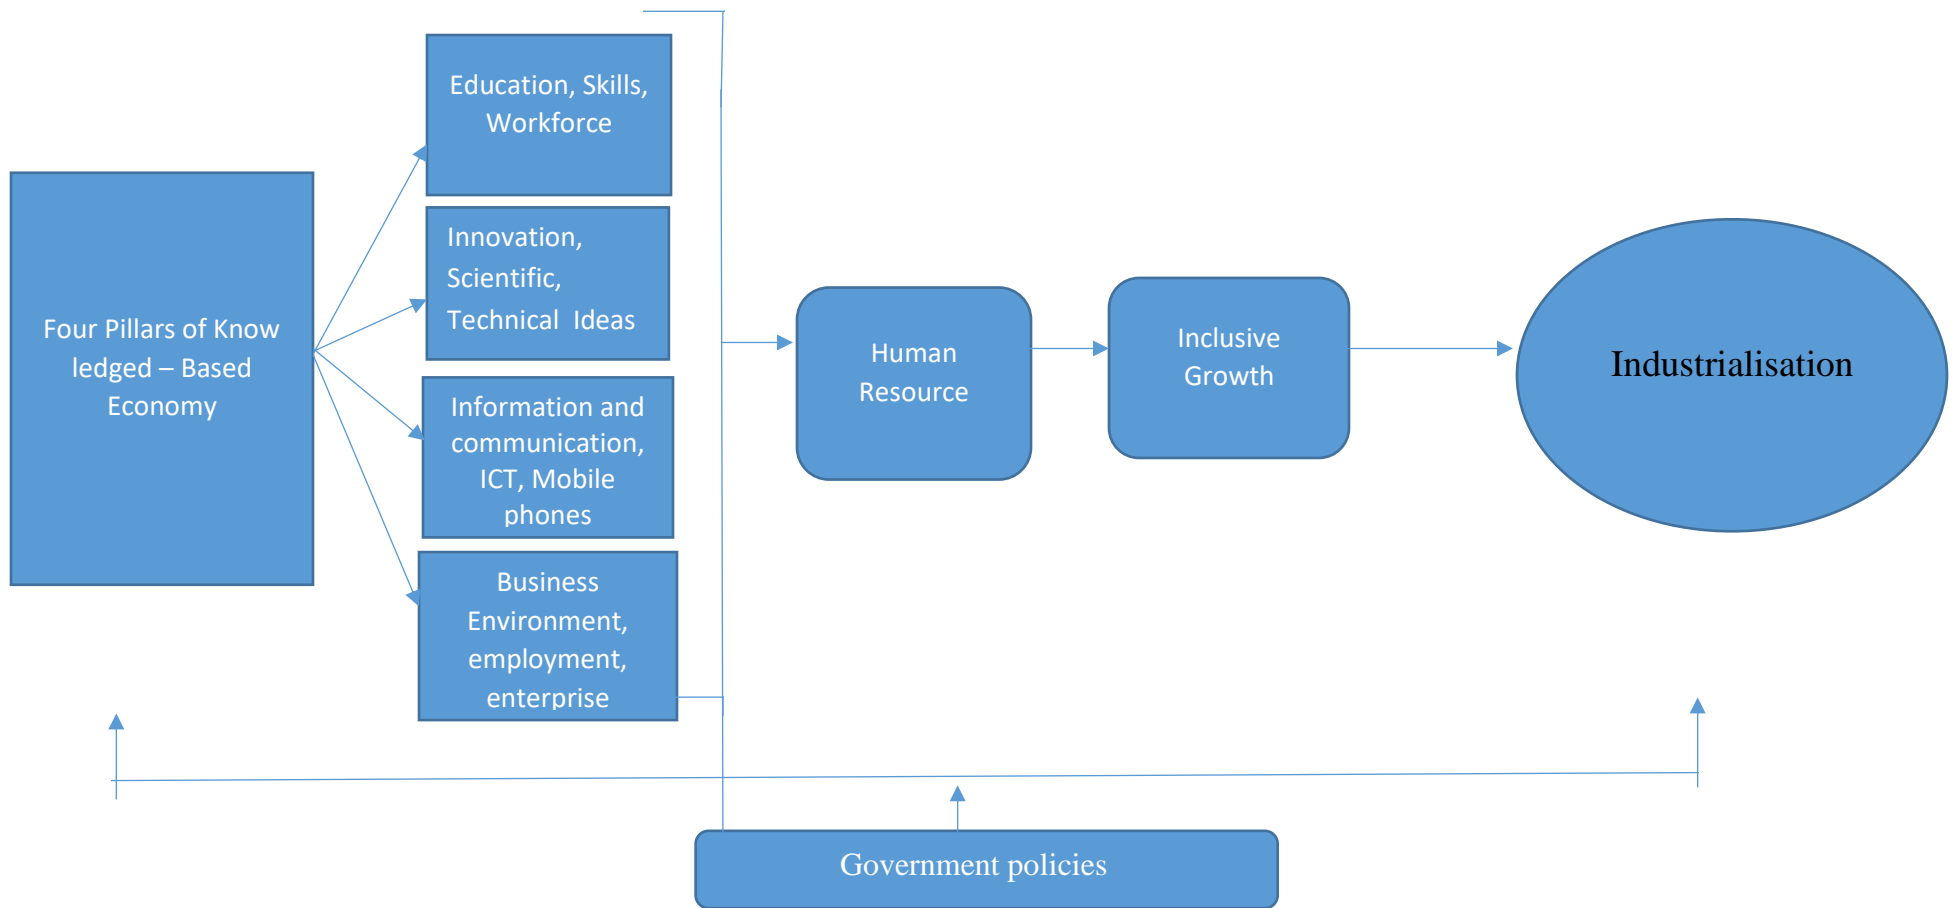 Four Pillars of Know
ledged – Based
Economy
Education, Skills,
Workforce
Innovation,
Scientific,
Technical Ideas
Information and
communication,
ICT, Mobile
phones
Business
Environment,
employment,
enterprise
Human
Resource
Inclusive
Growth
Industrialisation
Government policies